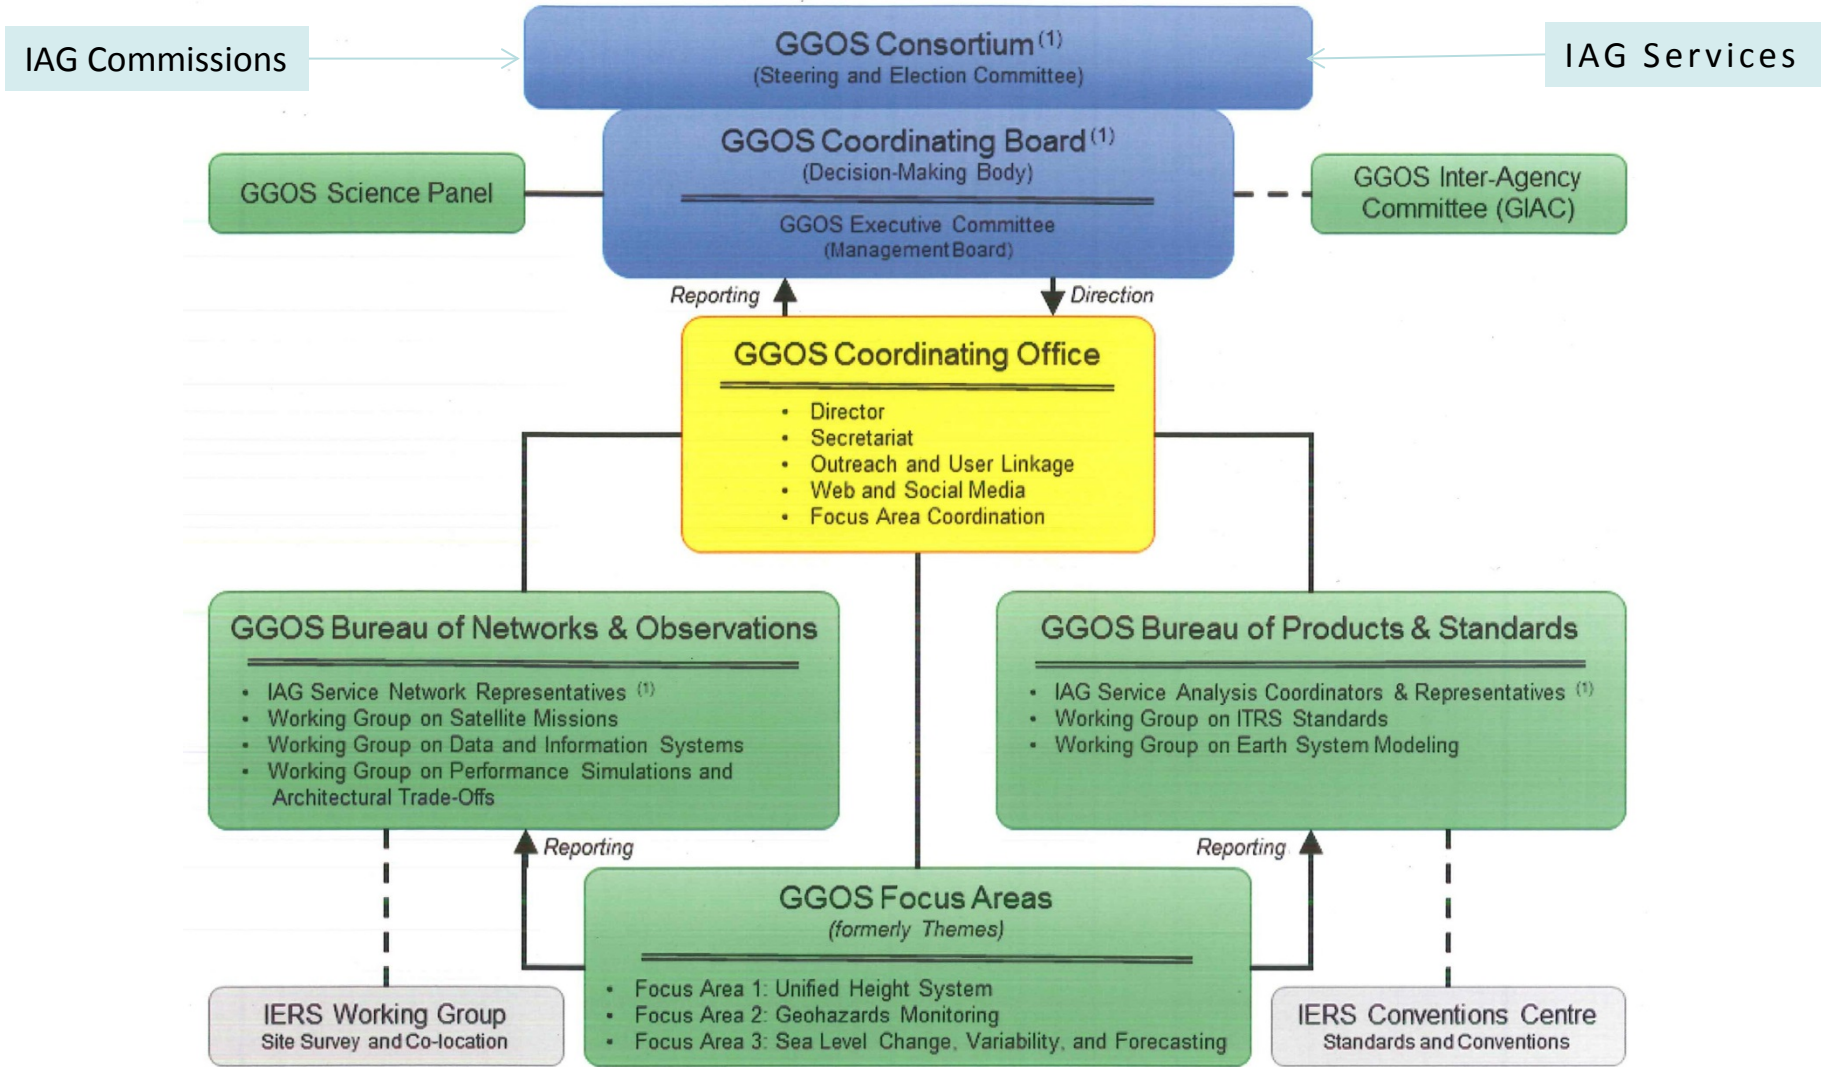 IAG Commissions
GGOS Consortium (1)
(Steering and Election Committee)
IAG Services
GGOS Coordinating Board (1)
(Decision-Making Body)
GGOS Executive Committee
(Management Board)
GGOS Science Panel
GGOS Inter-Agency
Committee (GIAC)
Reporting
Direction
GGOS Coordinating Office
• Director
• Secretariat
• Outreach and User Linkage
• Web and Social Media
• Focus Area Coordination
GGOS Bureau of Networks & Observations
• IAG Service Network Representatives (1)
• Working Group on Satellite Missions
• Working Group on Data and Information Systems
• Working Group on Performance Simulations and
Architectural Trade-Offs
GGOS Bureau of Products & Standards
• IAG Service Analysis Coordinators & Representatives (1)
• Working Group on ITRS Standards
• Working Group on Earth System Modeling
Reporting
Reporting
GGOS Focus Areas
(formerly Themes)
• Focus Area 1: Unified Height System
• Focus Area 2: Geohazards Monitoring
• Focus Area 3: Sea Level Change, Variability, and Forecasting
IERS Working Group
Site Survey and Co-location
IERS Conventions Centre
Standards and Conventions